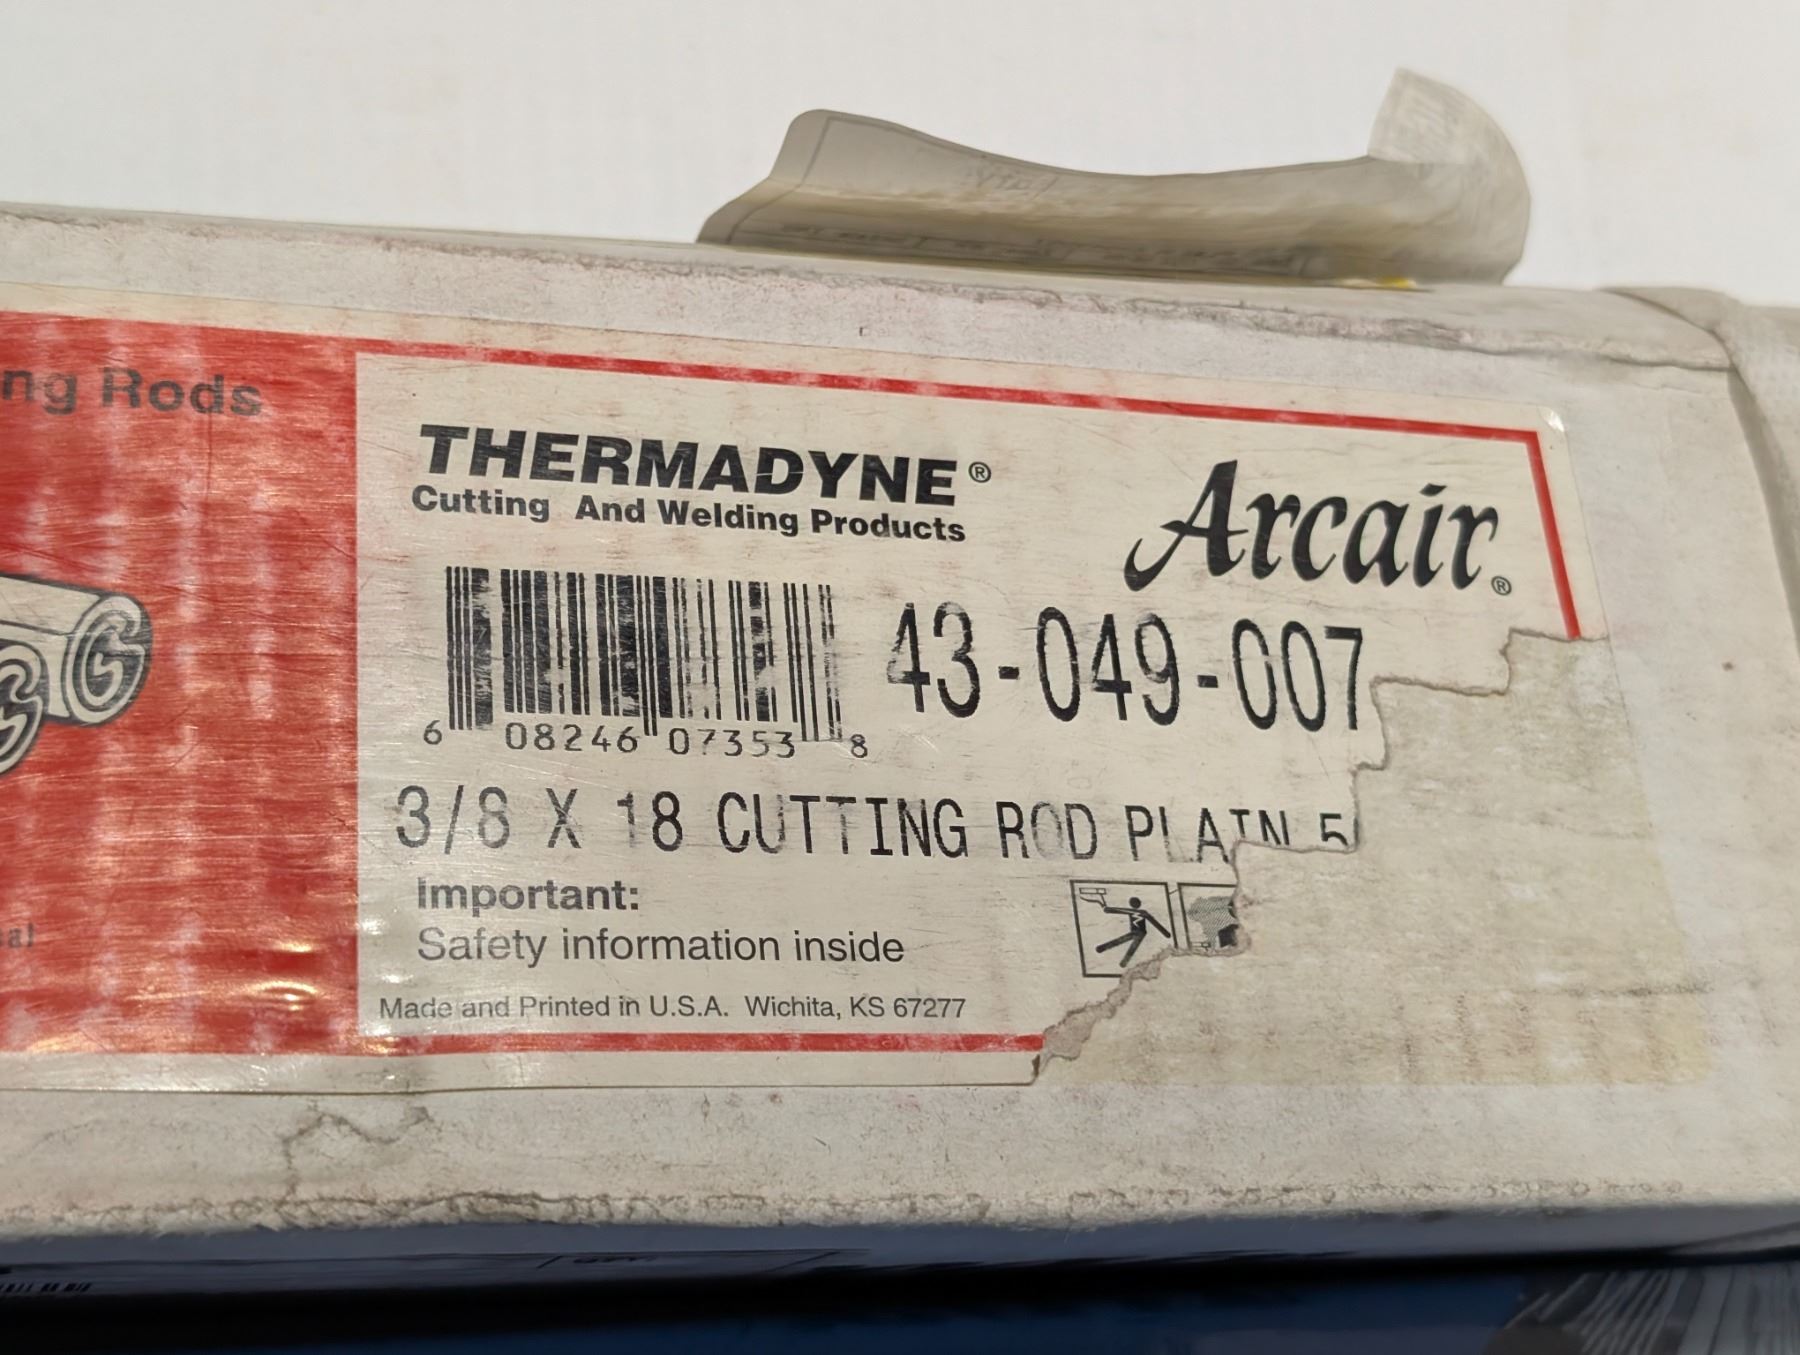 ng Rods
THERMADYNE®
Cutting And Welding Products
Arcair®
43-049-007
6 08246 07353 8
3/8 X 18 CUTTING ROD PLAIN 5
Important:
Safety information inside
Made and Printed in U.S.A. Wichita, KS 67277
al